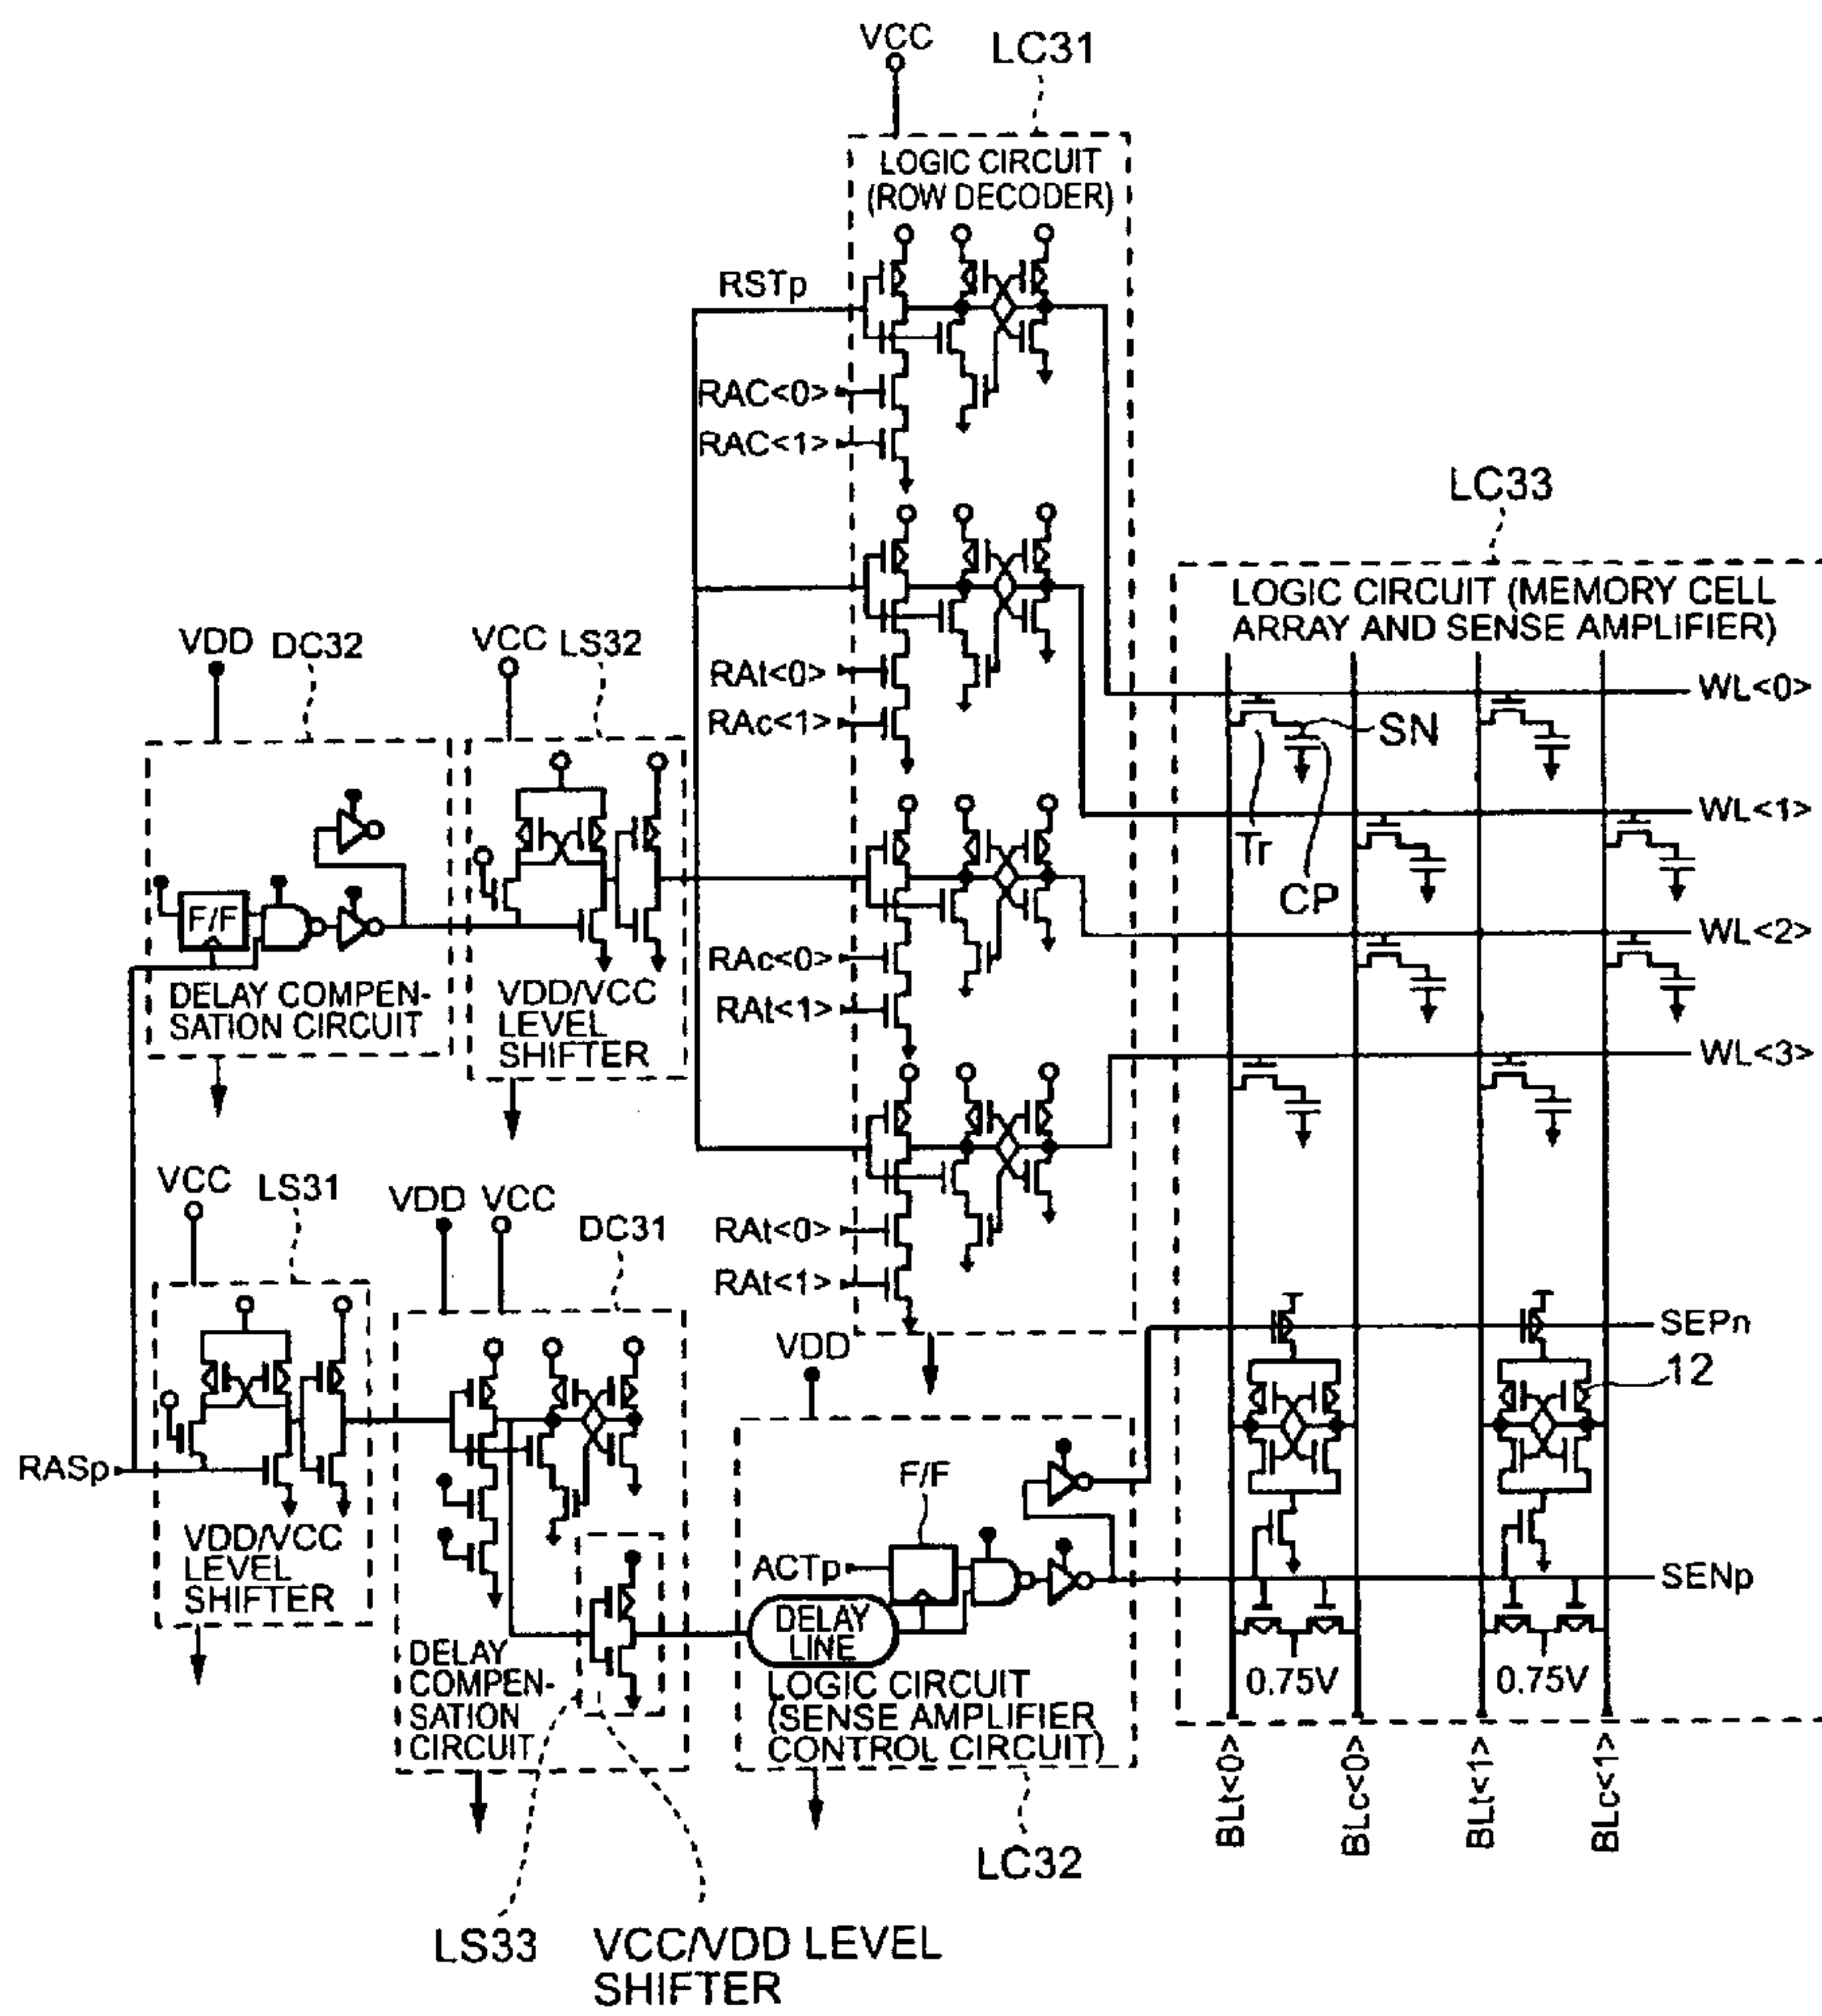 VCC
LC31
LOGIC CIRCUIT
(ROW DECODER)
RSTp
RAC<0>
RAC<1>
LC33
LOGIC CIRCUIT (MEMORY CELL
ARRAY AND SENSE AMPLIFIER)
VDD
DC32
VCC
LS32
RAt<0>
RAc<1>
WL<0>
SN
Tr
CP
WL<1>
F/F
DELAY COMPEN-
SATION CIRCUIT
VDD/VCC
LEVEL
SHIFTER
RAc<0>
RAt<1>
WL<2>
WL<3>
VCC
LS31
VDD
VCC
DC31
RAt<0>
RAt<1>
VDD
SEPn
12
RASp
VDD/VCC
LEVEL
SHIFTER
F/F
ACTp
SENp
DELAY
LINE
DELAY
COMPEN-
SATION
CIRCUIT
LOGIC CIRCUIT
(SENSE AMPLIFIER
CONTROL CIRCUIT)
0.75V
0.75V
BLt<0>
BLc<0>
BLt<1>
BLc<1>
LC32
LS33
VCC/VDD LEVEL
SHIFTER